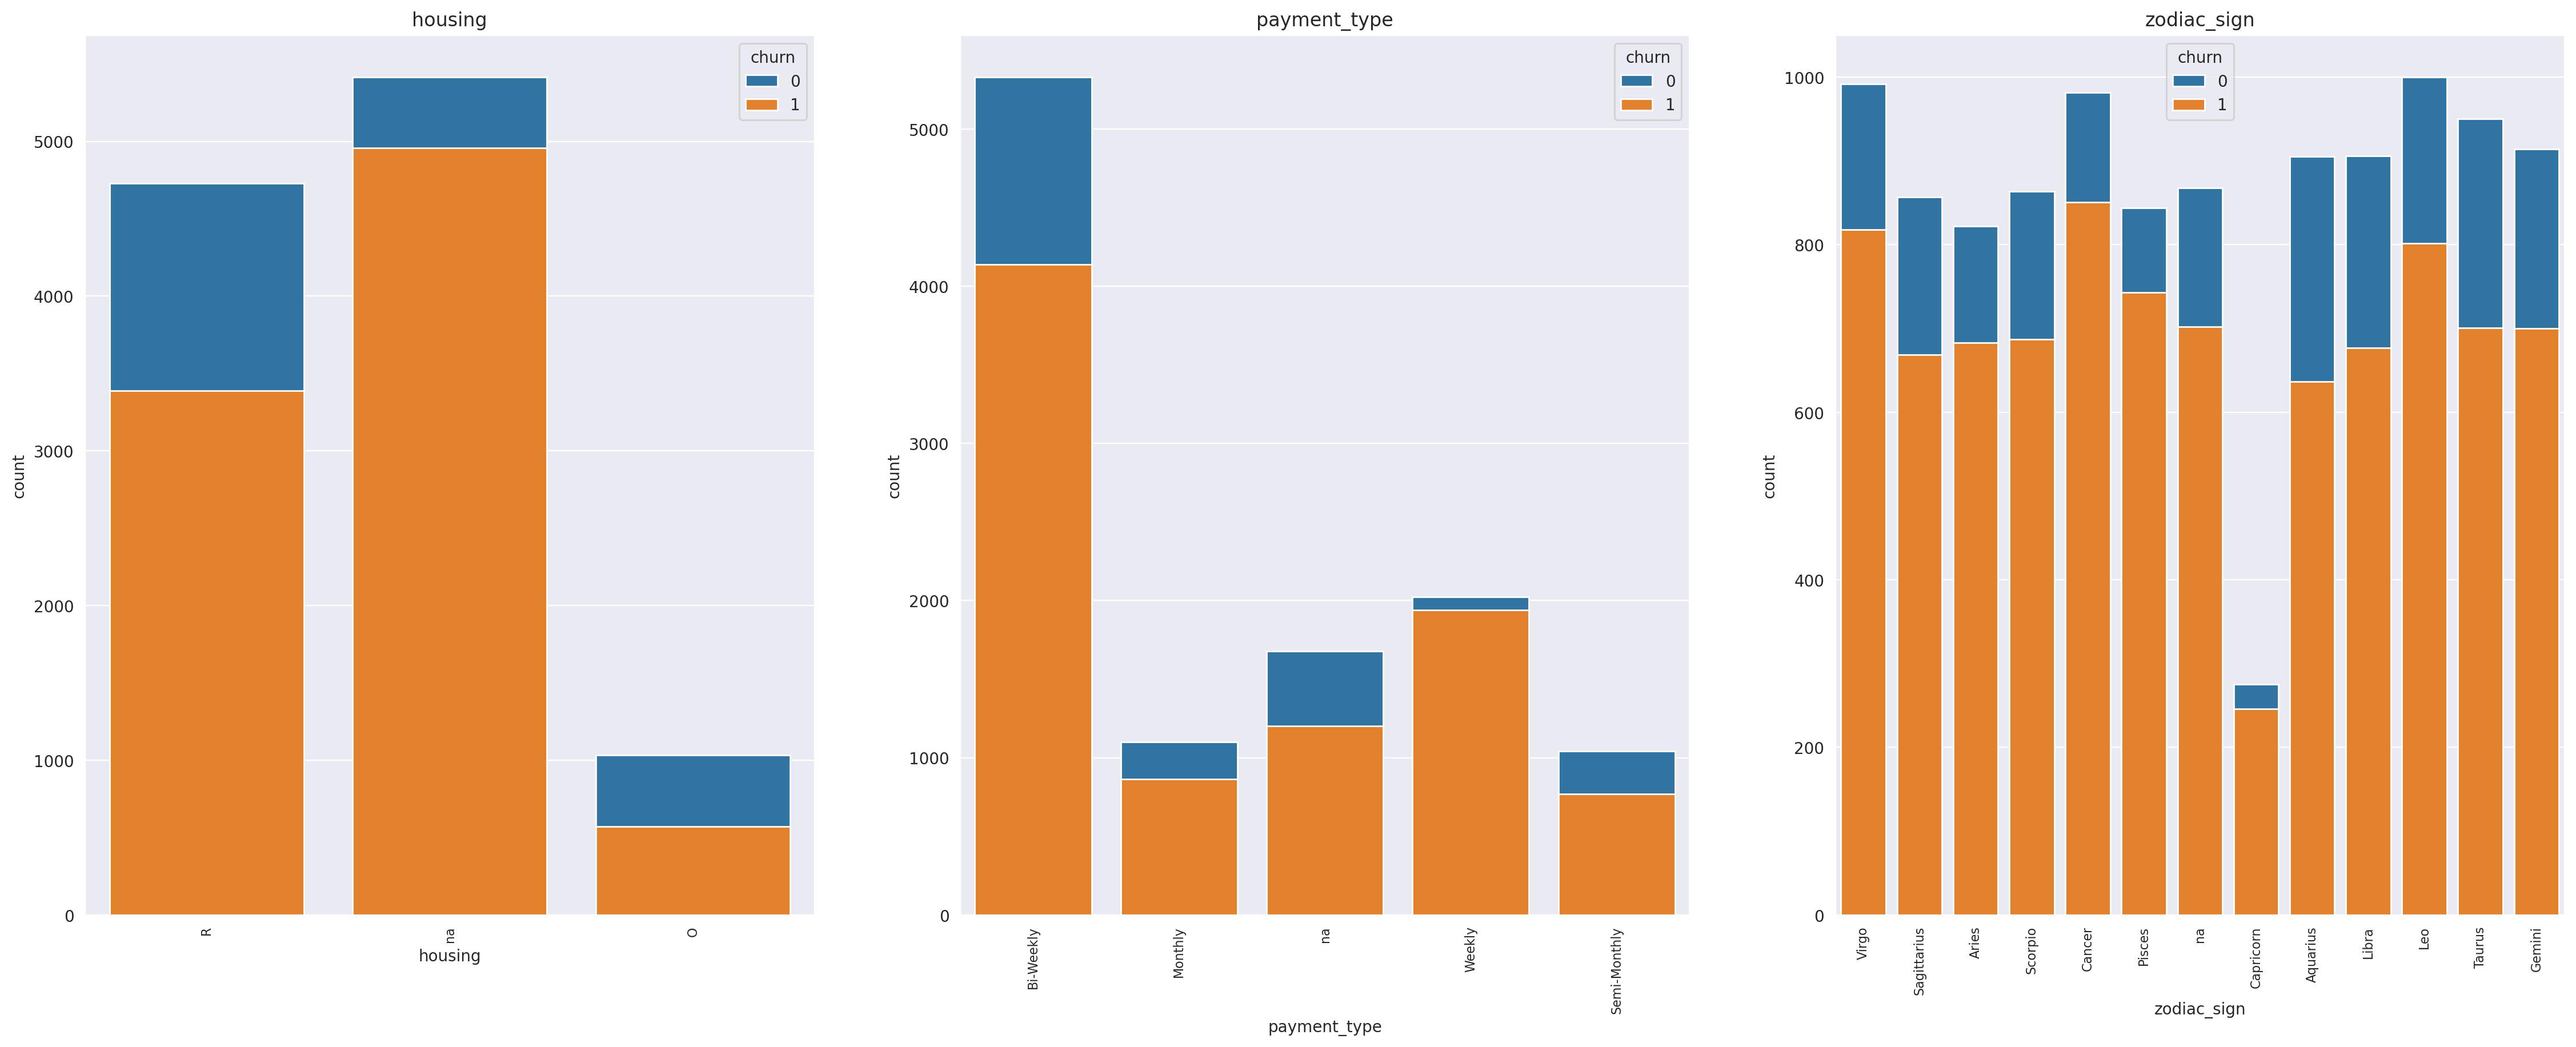 housing
churn
0
1
5000
4000
3000
2000
1000
0
count
R
na
O
housing
payment_type
churn
0
1
5000
4000
3000
2000
1000
0
count
Bi-Weekly
Monthly
na
Weekly
Semi-Monthly
payment_type
zodiac_sign
churn
0
1
1000
800
600
400
200
0
count
Virgo
Sagittarius
Aries
Scorpio
Cancer
Pisces
na
Capricorn
Aquarius
Libra
Leo
Taurus
Gemini
zodiac_sign